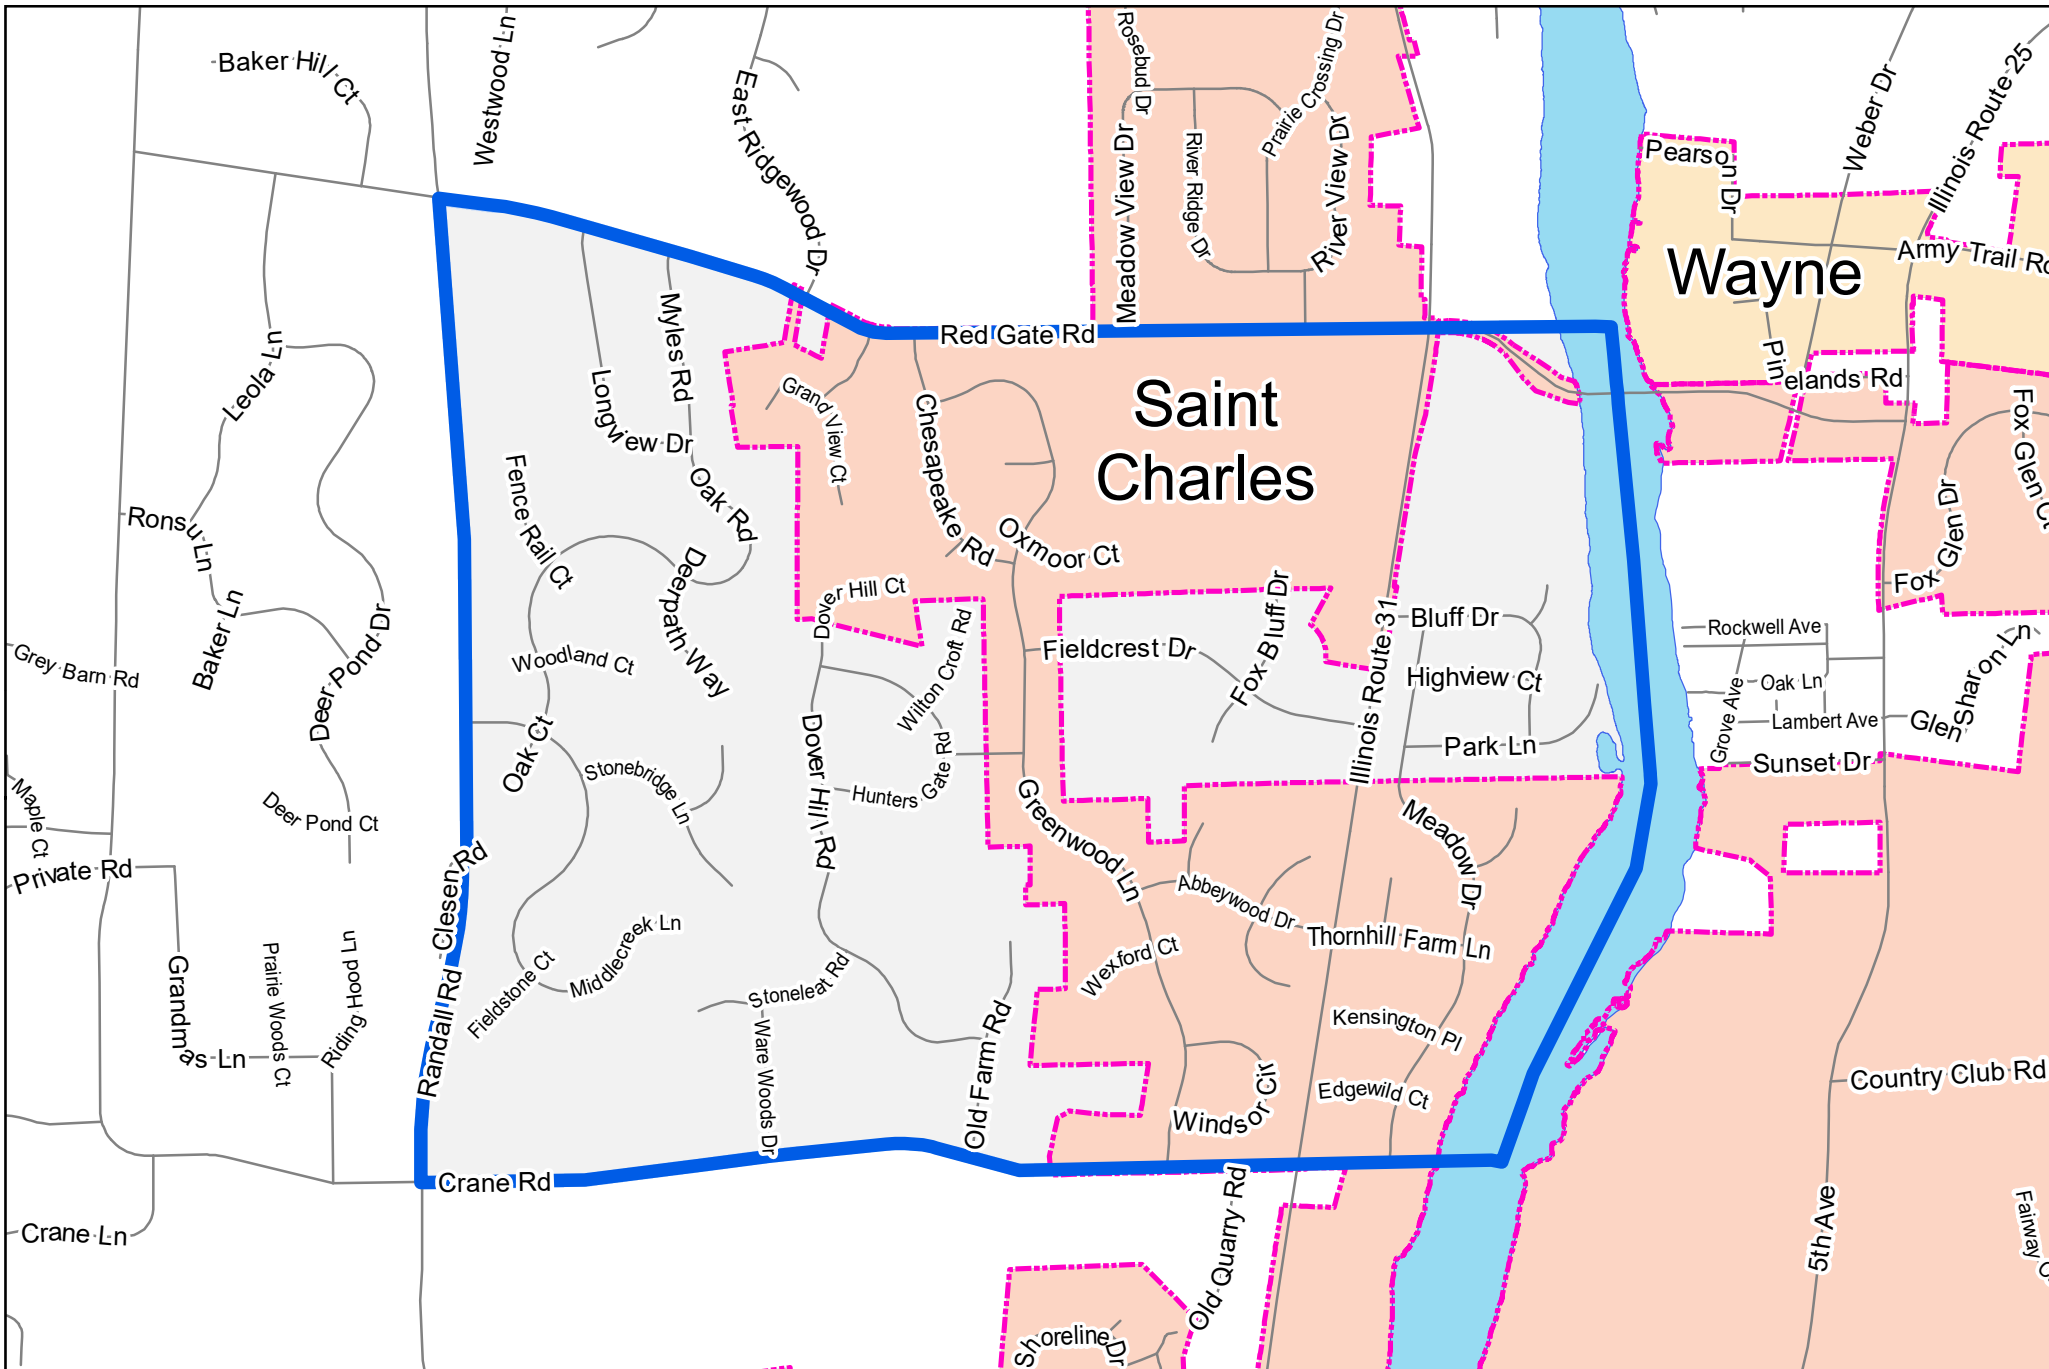 Baker Hill Ct
Westwood Ln
East Ridgewood Dr
Rosebud Dr
Prairie Crossing Dr
Meadow View Dr
River Ridge Dr
River View Dr
Weber Dr
Illinois Route 25
Pearson Dr
Wayne
Army Trail Rd
Pinelands Rd
Red Gate Rd
Leola Ln
Longview Dr
Myles Rd
Grand View Ct
Chesapeake Rd
Saint
Charles
Fox Glen Ct
Fox Glen Dr
Ronsu Ln
Fence Rail Ct
Oak Rd
Deerpath Way
Oxmoor Ct
Dover Hill Ct
Baker Ln
Deer Pond Dr
Grey Barn Rd
Woodland Ct
Wilton Croft Rd
Fieldcrest Dr
Fox Bluff Dr
Illinois Route 31
Bluff Dr
Highview Ct
Park Ln
Rockwell Ave
Oak Ln
Grove Ave
Lambert Ave
Glen
Sharon Ln
Sunset Dr
Oak Ct
Stonebridge Ln
Dover Hill Rd
Hunters Gate Rd
Greenwood Ln
Meadow Dr
Maple Ct
Deer Pond Ct
Private Rd
Clesen Rd
Abbeywood Dr
Thornhill Farm Ln
Wexford Ct
Grandmas Ln
Prairie Woods Ct
Riding Hood Ln
Randall Rd
Fieldstone Ct
Middlecreek Ln
Stoneleat Rd
Ware Woods Dr
Old Farm Rd
Kensington Pl
Edgewild Ct
Windsor Cir
Country Club Rd
Crane Rd
Crane Ln
Old Quarry Rd
5th Ave
Fairway
Shoreline Dr